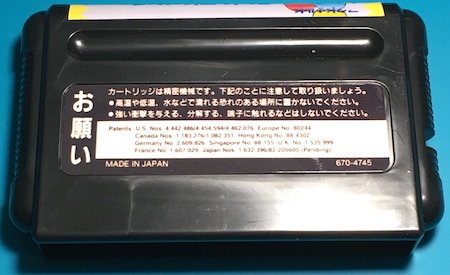 お願い
カートリッジは精密機械です。下記のことに注意して取り扱いましょう。
●高温や低温、水などで濡れる恐れのある場所に置かないでください。
●強い衝撃を与える、分解する、端子に触れるなどはしないでください。
Patents: U.S. Nos. 4,442,486/4,454,594/4,462,076 Europe No. 80244
Canada Nos. 1,183,276/1,082,351 Hong Kong No. 88-4302
Germany No. 2,609,826 Singapore No. 88-155 U.K. No. 1,535,999
France No. 1,607,029 Japan Nos. 1,632,396/82-205605 (Pending)
MADE IN JAPAN 670-4745